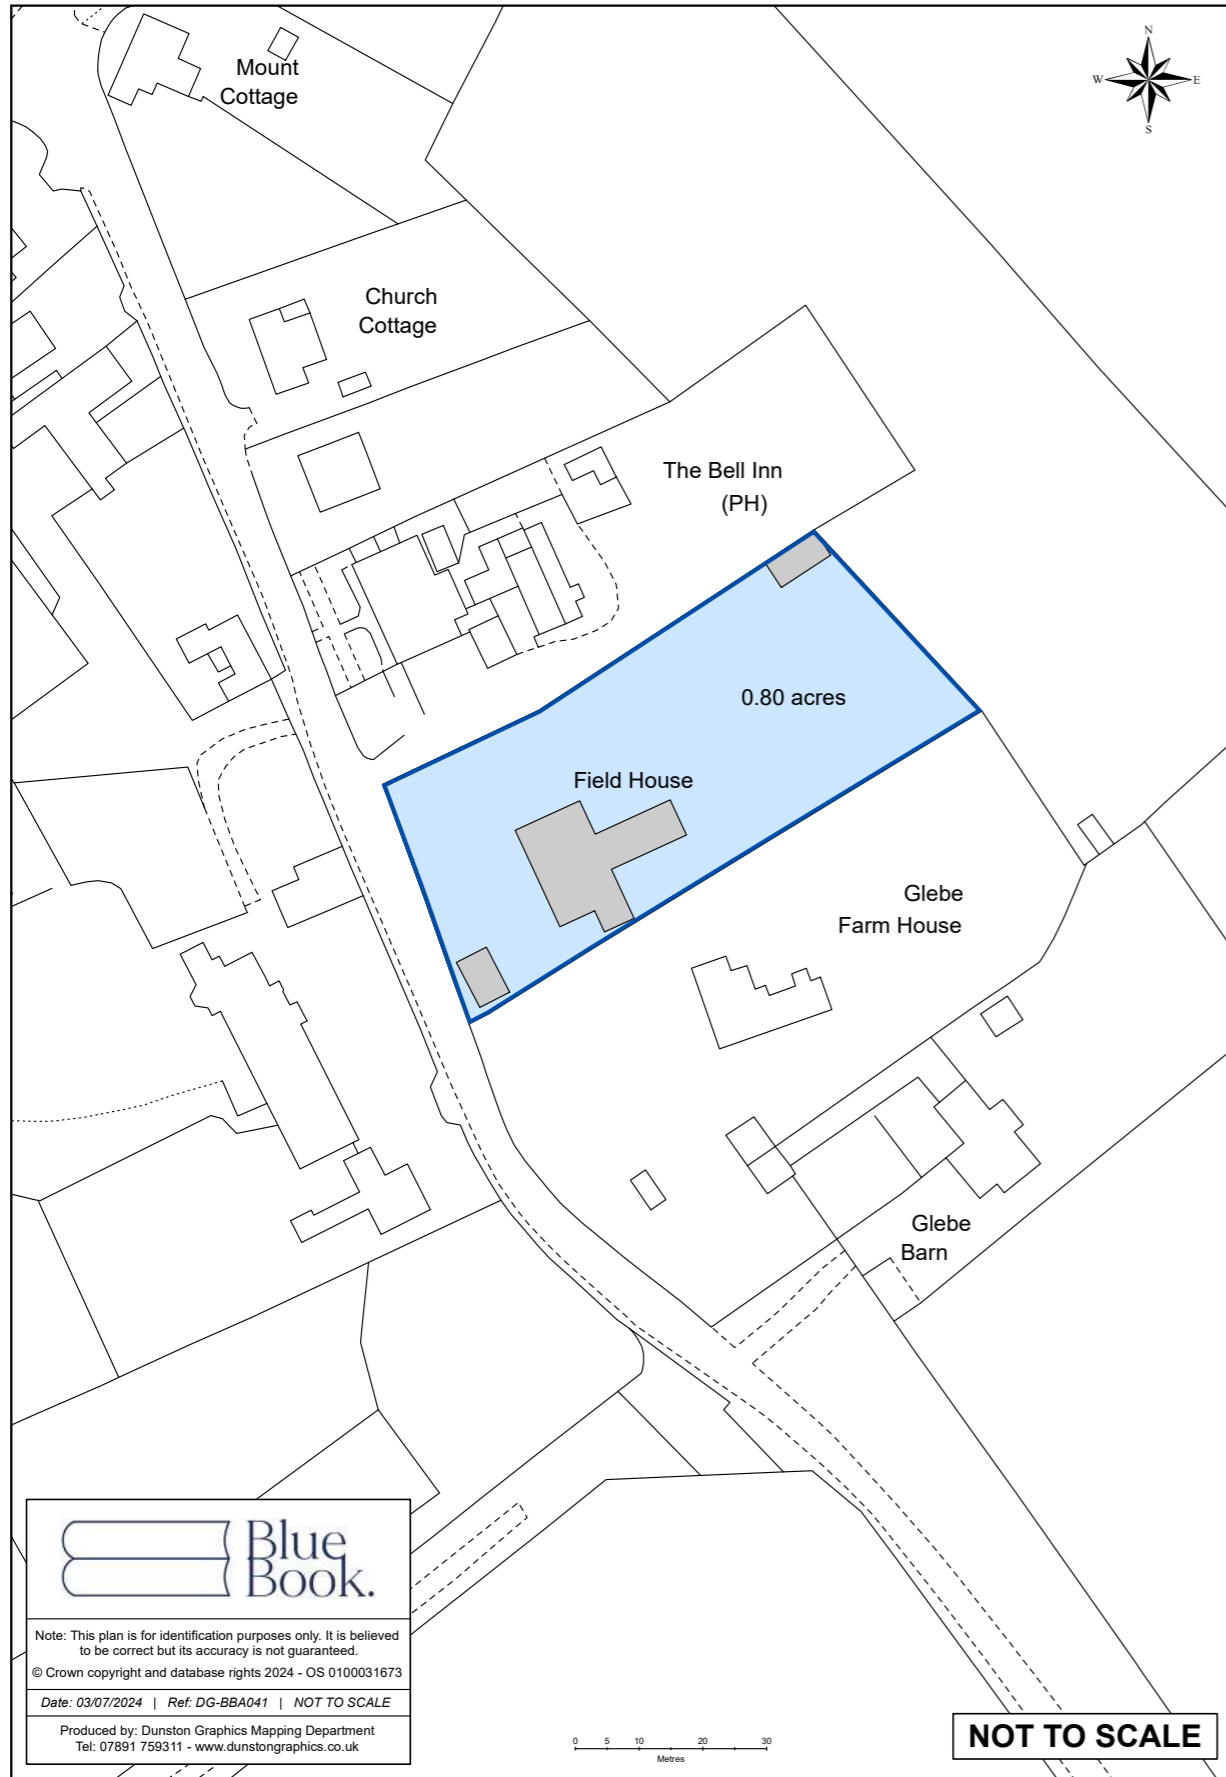 N
W E
S
Mount
Cottage
Church
Cottage
The Bell Inn
(PH)
0.80 acres
Field House
Glebe
Farm House
Glebe
Barn
Blue
Book.
Note: This plan is for identification purposes only. It is believed
to be correct but its accuracy is not guaranteed.
© Crown copyright and database rights 2024 - OS 0100031673
Date: 03/07/2024 | Ref: DG-BBA041 | NOT TO SCALE
Produced by: Dunston Graphics Mapping Department
Tel: 07891 759311 - www.dunstongraphics.co.uk
0 5 10 20 30
Metres
NOT TO SCALE